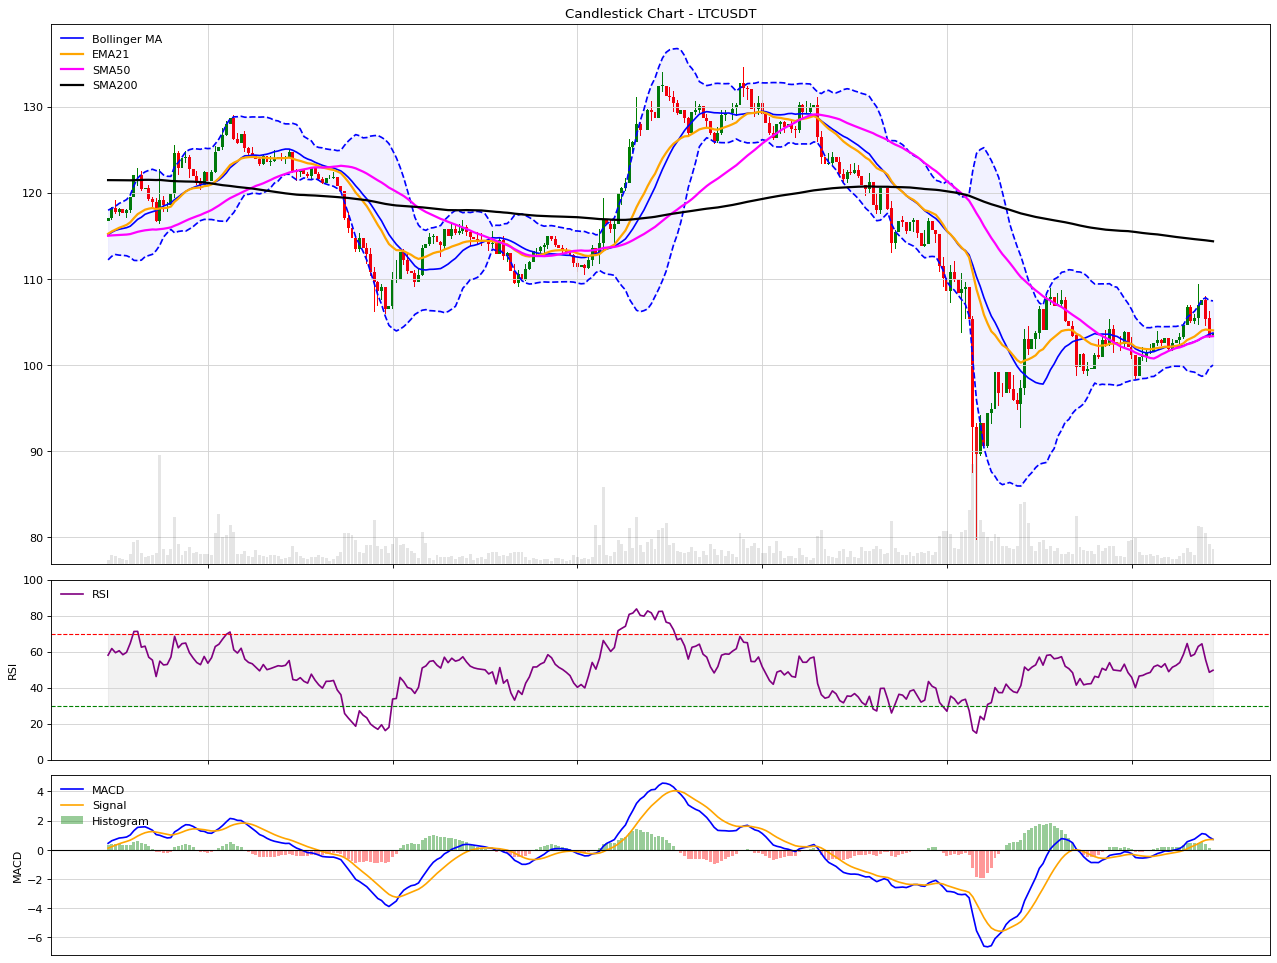 Candlestick Chart - LTCUSDT
Bollinger MA
EMA21
SMA50
SMA200
130
120
110
100
90
80
100
80
60
40
20
0
RSI
RSI
4
2
0
−2
−4
−6
MACD
MACD
Signal
Histogram